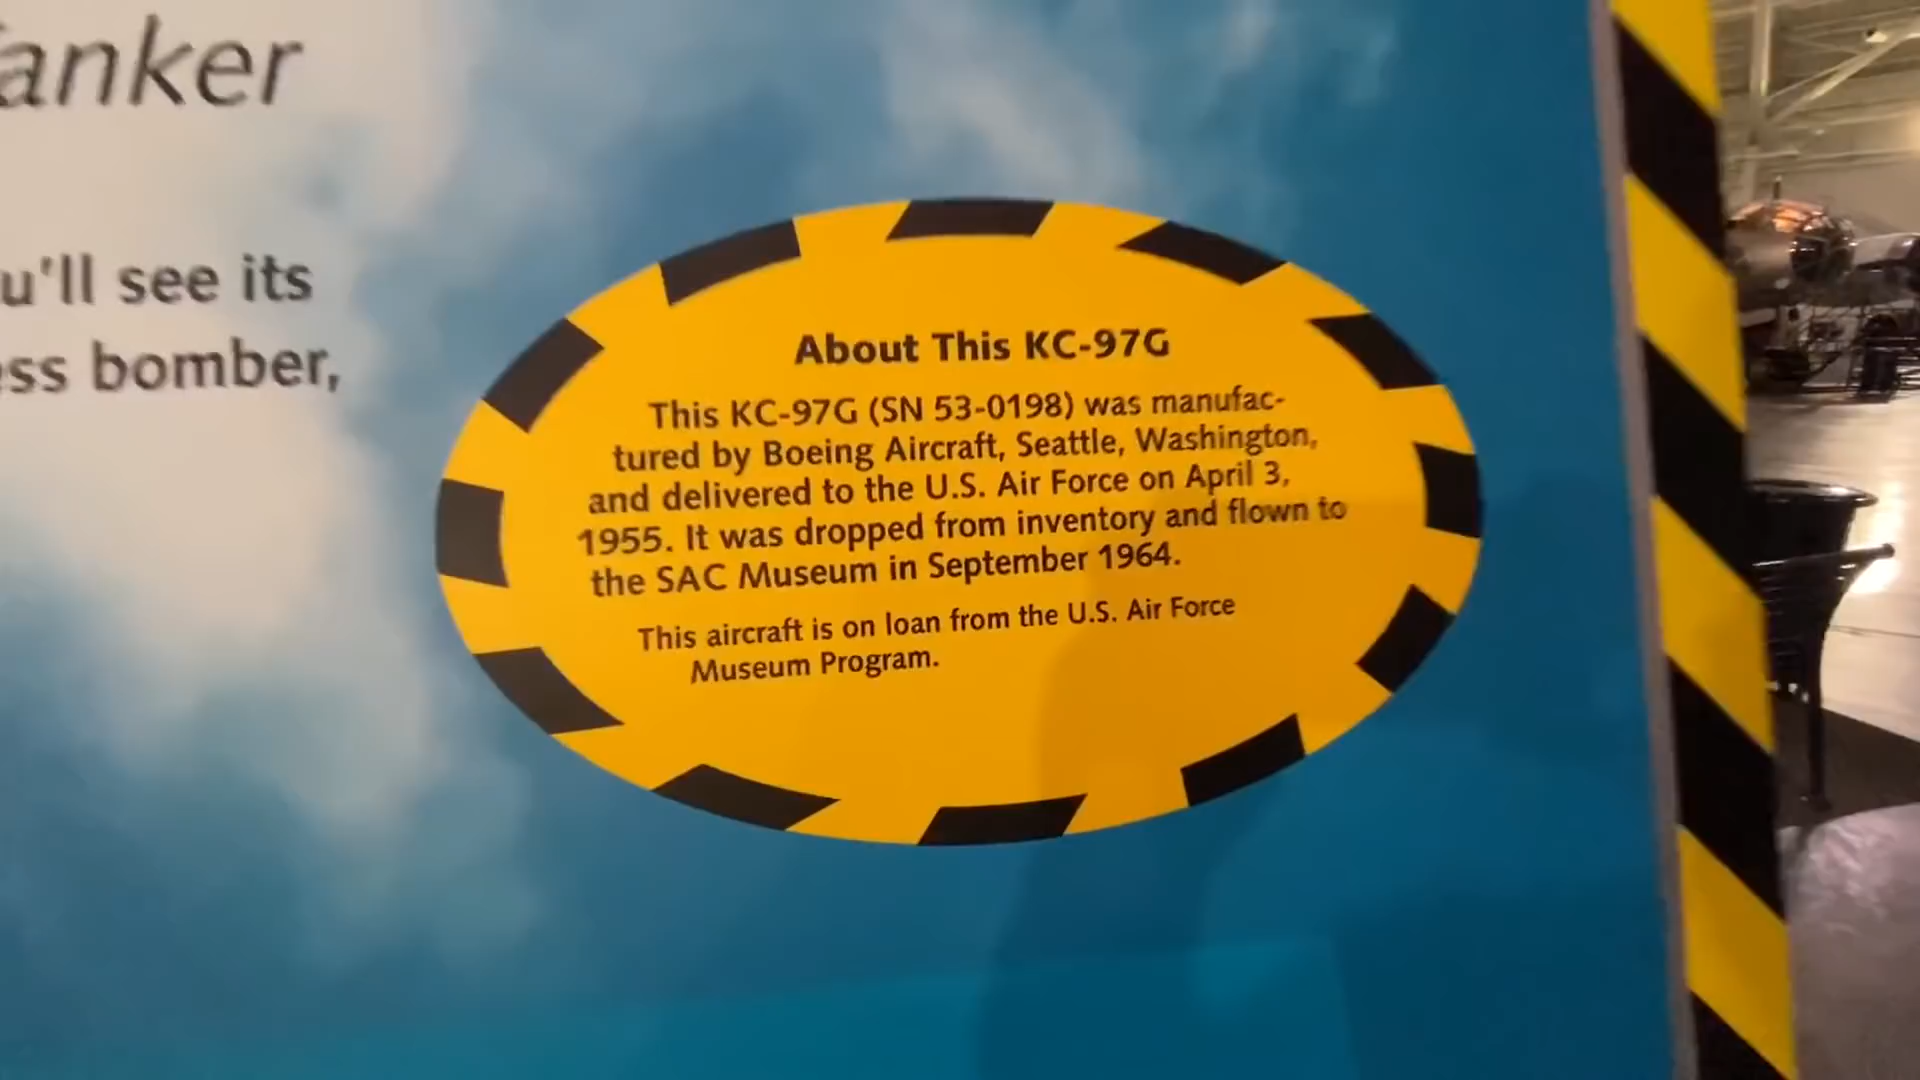 anker
u'll see its
ss bomber,
About This KC-97G
This KC-97G (SN 53-0198) was manufac-
tured by Boeing Aircraft, Seattle, Washington,
and delivered to the U.S. Air Force on April 3,
1955. It was dropped from inventory and flown to
the SAC Museum in September 1964.
This aircraft is on loan from the U.S. Air Force
Museum Program.